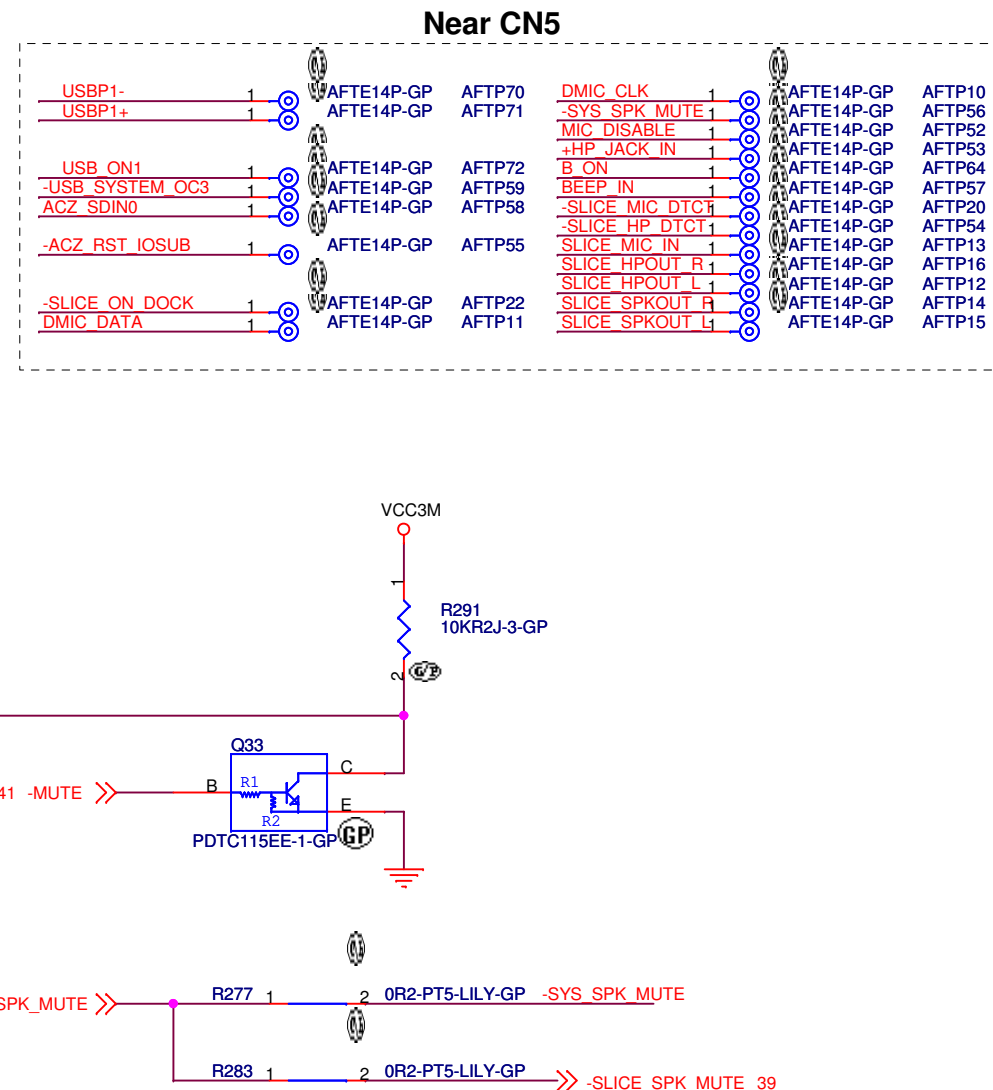 Near CN5
USBP1- 1 AFTE14P-GP AFTP70
USBP1+ 1 AFTE14P-GP AFTP71
USB_ON1 1 AFTE14P-GP AFTP72
-USB_SYSTEM_OC3 1 AFTE14P-GP AFTP59
ACZ_SDIN0 1 AFTE14P-GP AFTP58
-ACZ_RST_IOSUB 1 AFTE14P-GP AFTP55
-SLICE_ON_DOCK 1 AFTE14P-GP AFTP22
DMIC_DATA 1 AFTE14P-GP AFTP11
DMIC_CLK 1 AFTE14P-GP AFTP10
-SYS_SPK_MUTE 1 AFTE14P-GP AFTP56
MIC_DISABLE 1 AFTE14P-GP AFTP52
+HP_JACK_IN 1 AFTE14P-GP AFTP53
B_ON 1 AFTE14P-GP AFTP64
BEEP_IN 1 AFTE14P-GP AFTP57
-SLICE_MIC_DTCT 1 AFTE14P-GP AFTP20
-SLICE_HP_DTCT 1 AFTE14P-GP AFTP54
SLICE_MIC_IN 1 AFTE14P-GP AFTP13
SLICE_HPOUT_R 1 AFTE14P-GP AFTP16
SLICE_HPOUT_L 1 AFTE14P-GP AFTP12
SLICE_SPKOUT_R 1 AFTE14P-GP AFTP14
SLICE_SPKOUT_L 1 AFTE14P-GP AFTP15
VCC3M
1
R291
10KR2J-3-GP
2
G/P
Q33
C
41 -MUTE
B
R1
R2
E
PDTC115EE-1-GP
GP
SPK_MUTE
R277 1 2 0R2-PT5-LILY-GP -SYS_SPK_MUTE
R283 1 2 0R2-PT5-LILY-GP
-SLICE_SPK_MUTE 39